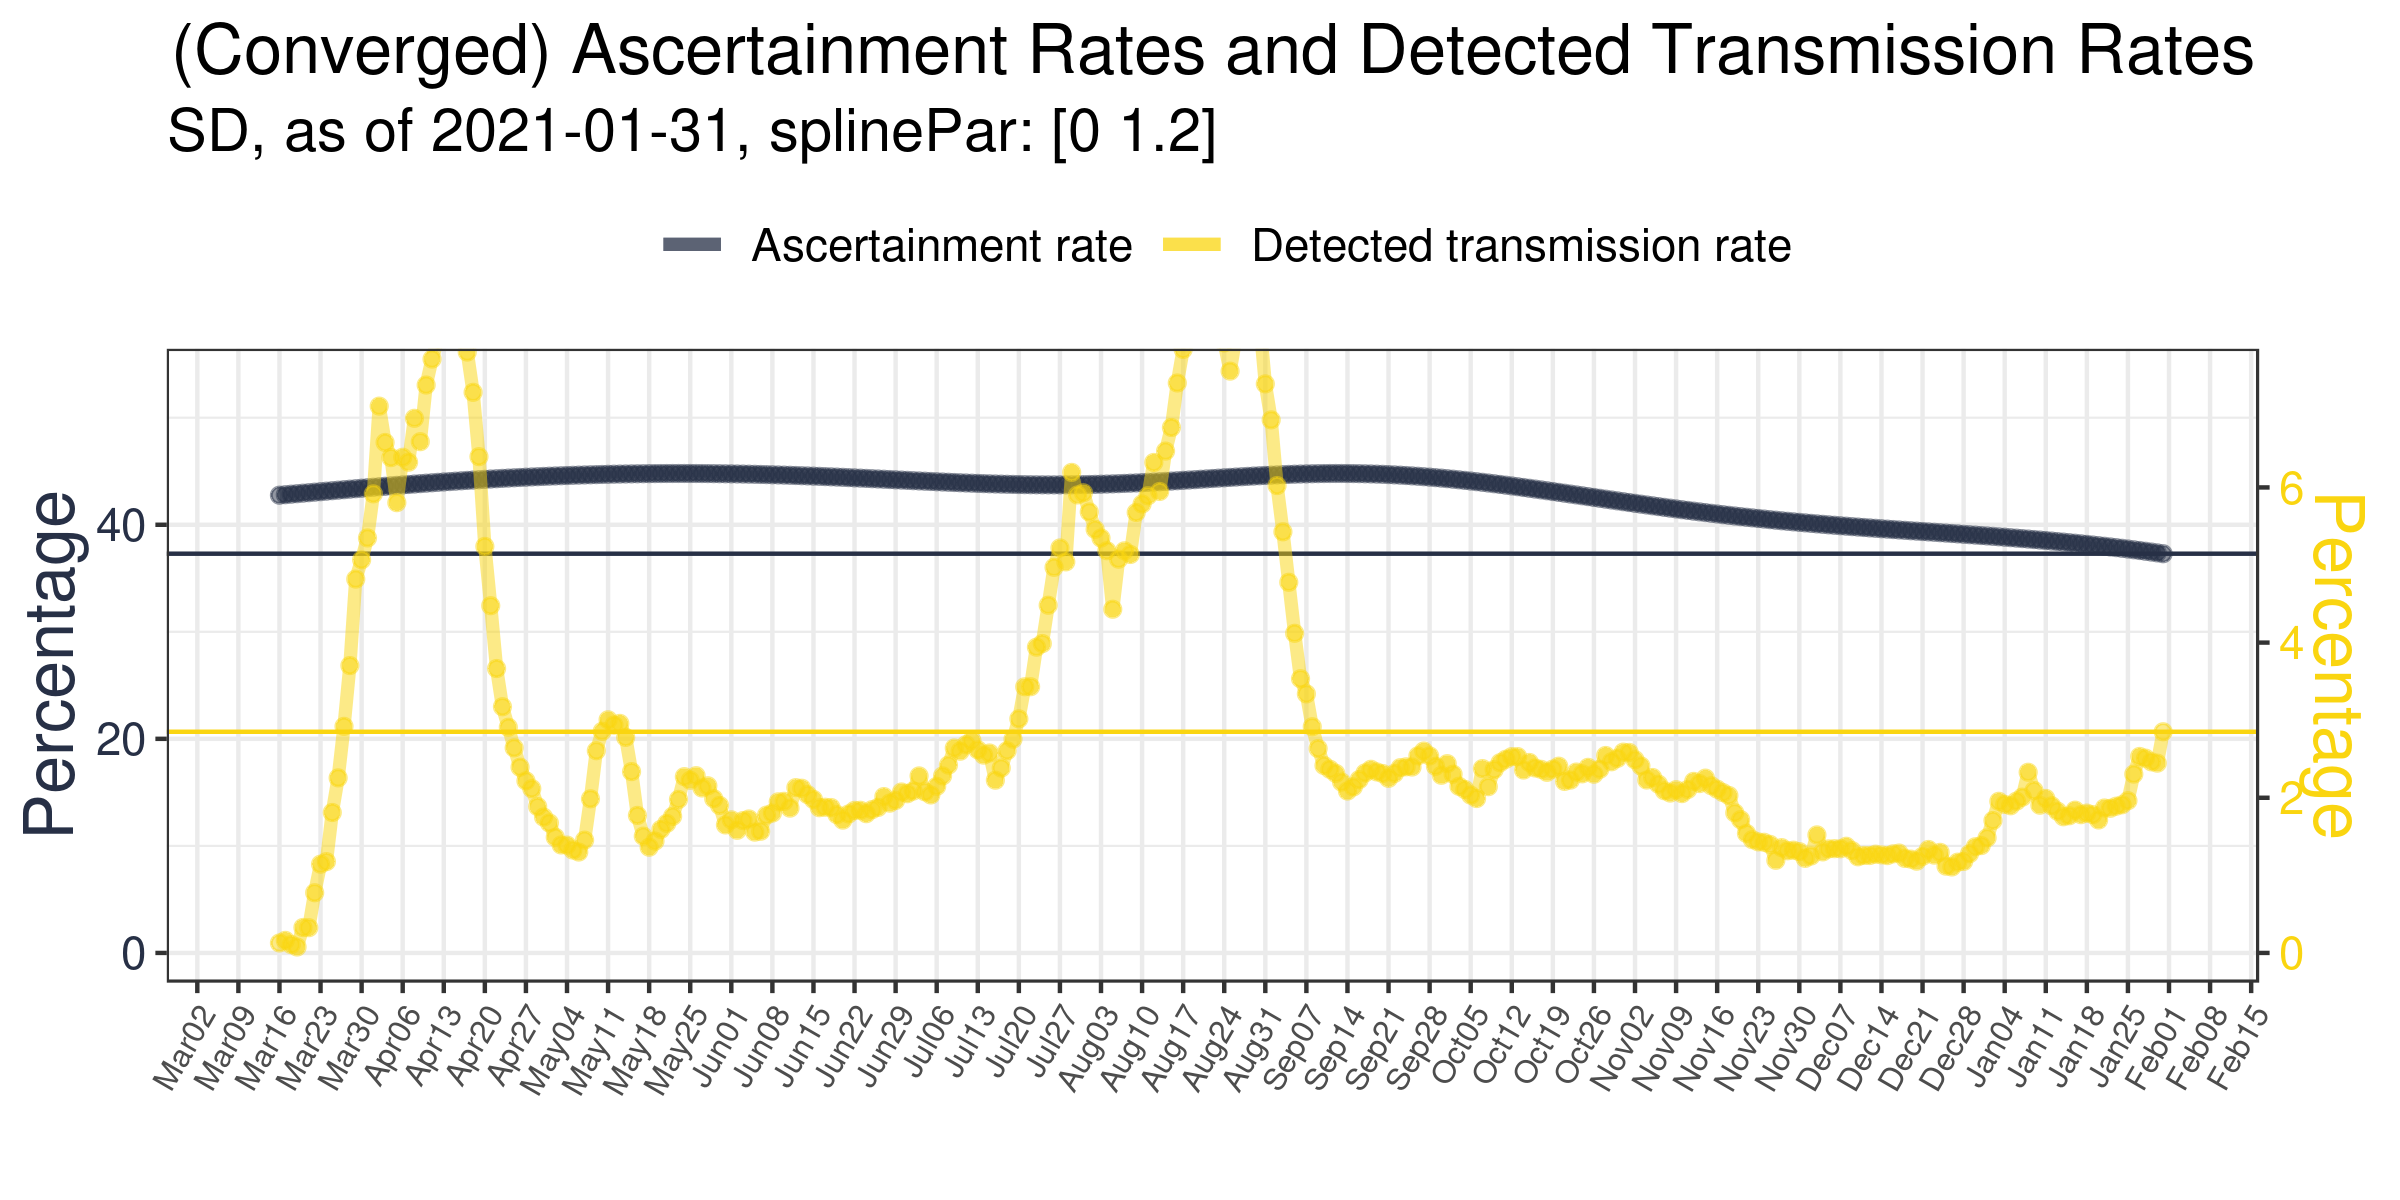 (Converged) Ascertainment Rates and Detected Transmission Rates
SD, as of 2021-01-31, splinePar: [0 1.2]
Ascertainment rate Detected transmission rate
Percentage
40
20
0
6
4
2
0
Percentage
Mar02 Mar09 Mar16 Mar23 Mar30 Apr06 Apr13 Apr20 Apr27 May04 May11 May18 May25 Jun01 Jun08 Jun15 Jun22 Jun29 Jul06 Jul13 Jul20 Jul27 Aug03 Aug10 Aug17 Aug24 Aug31 Sep07 Sep14 Sep21 Sep28 Oct05 Oct12 Oct19 Oct26 Nov02 Nov09 Nov16 Nov23 Nov30 Dec07 Dec14 Dec21 Dec28 Jan04 Jan11 Jan18 Jan25 Feb01 Feb08 Feb15